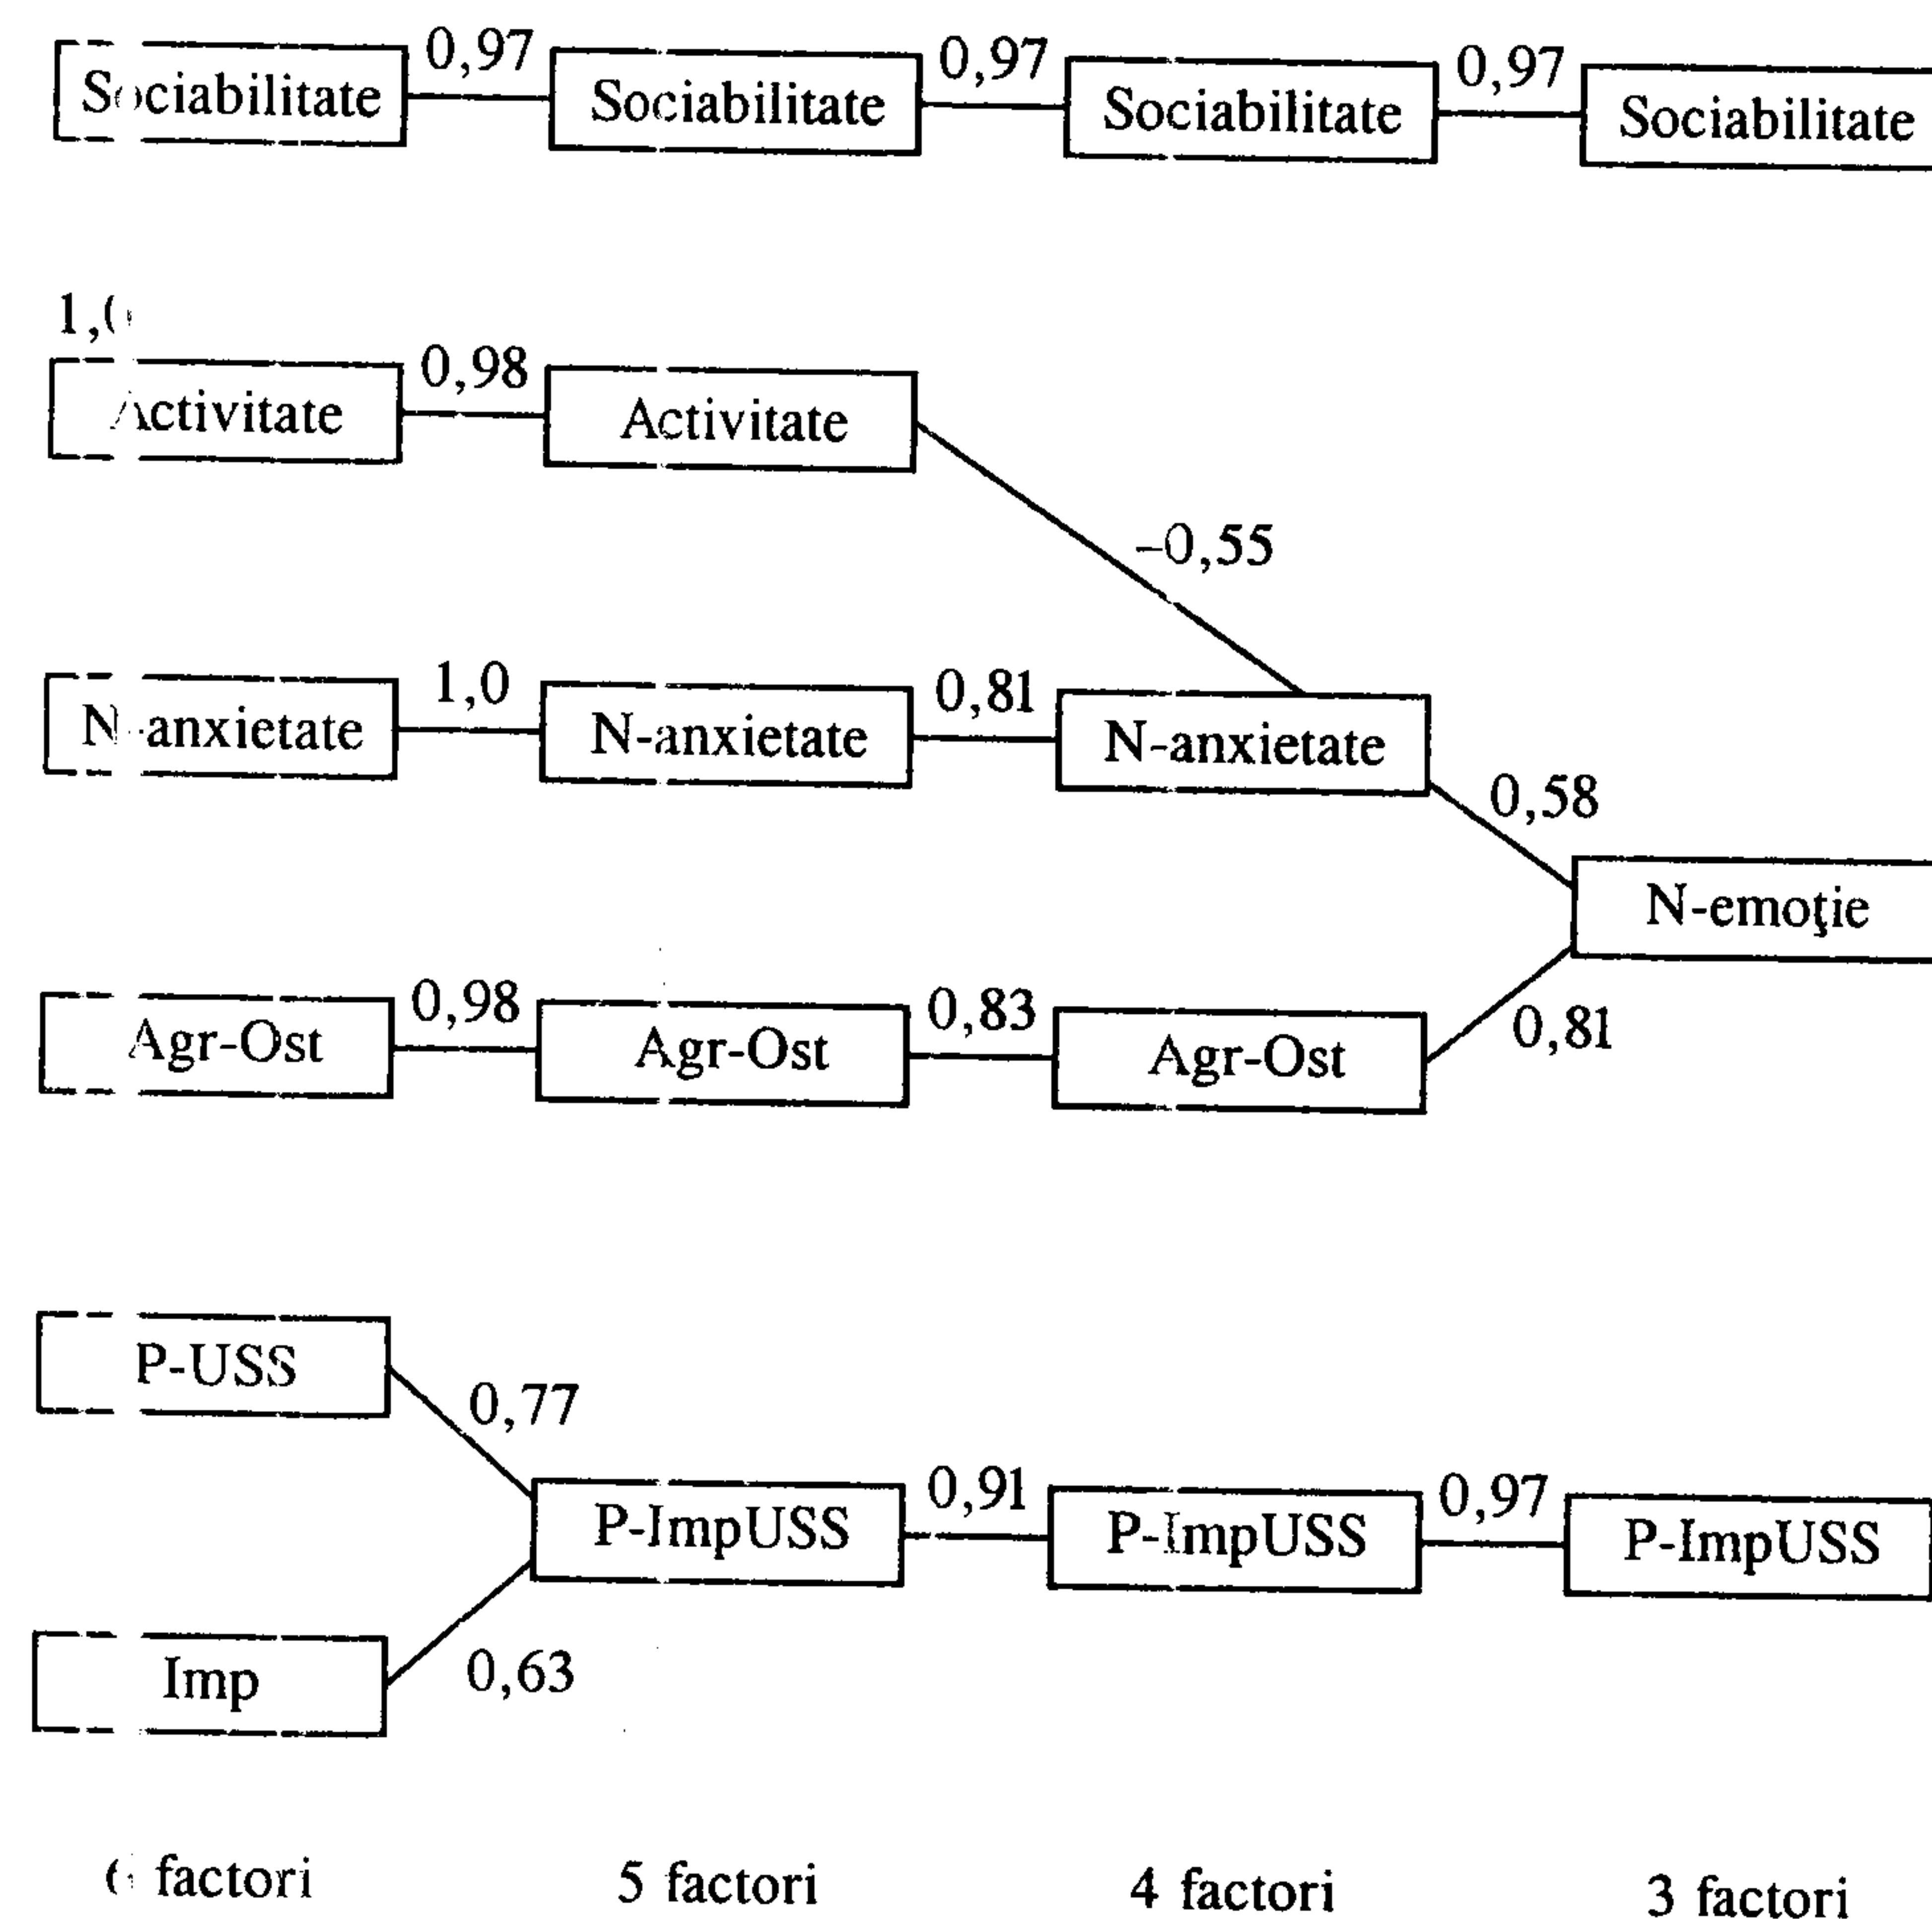 0,97 0,97 0,97
Sociabilitate Sociabilitate Sociabilitate Sociabilitate
0,98
Activitate Activitate
-0,55
1,0 0,81
N-anxietate N-anxietate N-anxietate
0,58
N-emoţie
0,98 0,83
Agr-Ost Agr-Ost Agr-Ost
0,81
P-USS
0,77
0,91 0,97
P-ImpUSS P-ImpUSS P-ImpUSS
Imp
0,63
factori 5 factori 4 factori 3 factori